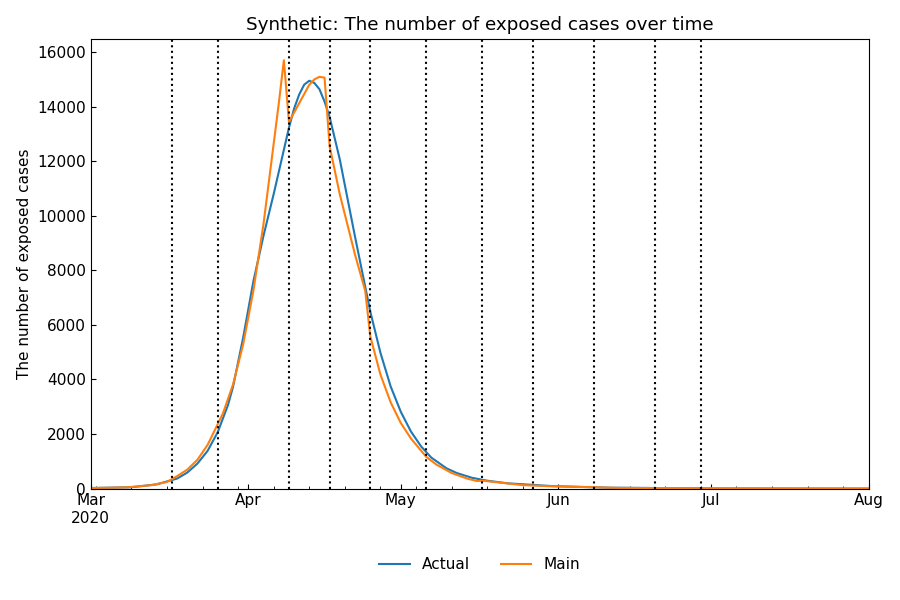 Synthetic: The number of exposed cases over time
The number of exposed cases
16000
14000
12000
10000
8000
6000
4000
2000
0
Mar Apr May Jun Jul Aug
2020
Actual Main